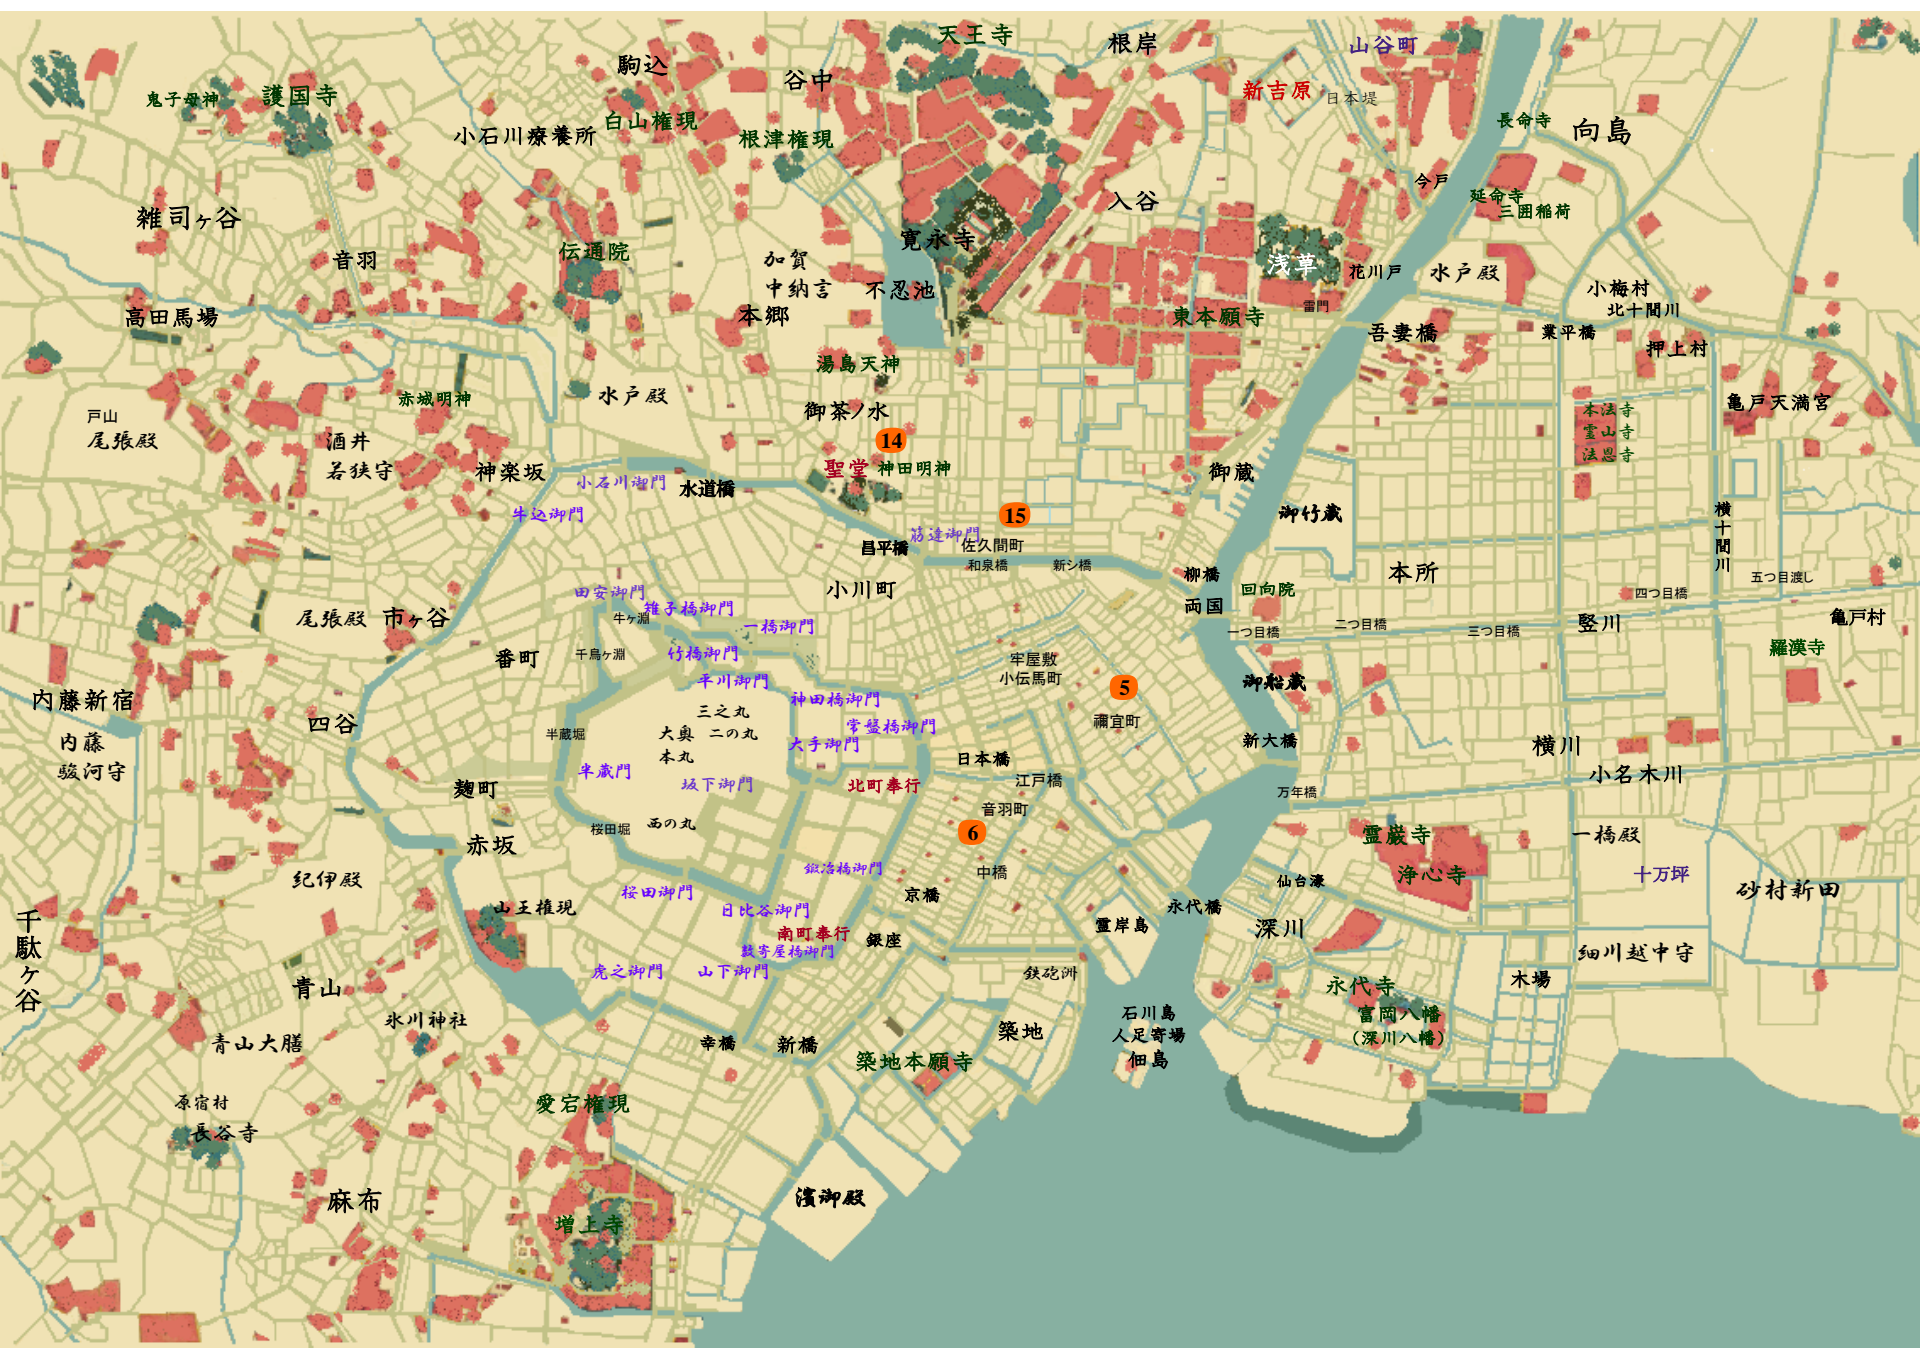 天王寺
根岸
山谷町
駒込
谷中
新吉原
日本堤
鬼子母神
護国寺
白山権現
小石川療養所
根津権現
長命寺
向島
今戸
延命寺
三囲稲荷
入谷
雑司ヶ谷
音羽
伝通院
加賀
中納言
本郷
寛永寺
不忍池
浅草
花川戸
水戸殿
雷門
東本願寺
吾妻橋
小梅村
北十間川
業平橋
押上村
高田馬場
湯島天神
赤城明神
水戸殿
御茶ノ水
戸山
尾張殿
酒井
若狭守
神楽坂
14
聖堂
神田明神
本法寺
霊山寺
法恩寺
亀戸天満宮
小石川御門
水道橋
牛込御門
御蔵
御竹蔵
横十間川
15
筋違御門
佐久間町
昌平橋
和泉橋
新シ橋
柳橋
両国
回向院
本所
五つ目渡し
四つ目橋
亀戸村
小川町
田安御門
雉子橋御門
牛ヶ淵
一橋御門
尾張殿
市ヶ谷
一つ目橋
二つ目橋
三つ目橋
竪川
羅漢寺
番町
千鳥ヶ淵
竹橋御門
平川御門
牢屋敷
小伝馬町
5
御船蔵
内藤新宿
神田橋御門
三之丸
常盤橋御門
禰宜町
四谷
大奥
二の丸
大手御門
半蔵堀
本丸
新大橋
内藤
駿河守
半蔵門
坂下御門
北町奉行
日本橋
江戸橋
横川
小名木川
麹町
万年橋
音羽町
6
桜田堀
西の丸
赤坂
霊巌寺
一橋殿
浄心寺
十万坪
砂村新田
鍛冶橋御門
中橋
紀伊殿
桜田御門
京橋
仙台濠
日比谷御門
山王権現
永代橋
霊岸島
深川
南町奉行
銀座
数寄屋橋御門
千駄ヶ谷
虎之御門
山下御門
鉄砲洲
細川越中守
木場
青山
永代寺
富岡八幡
(深川八幡)
氷川神社
石川島
人足寄場
佃島
築地
青山大膳
幸橋
新橋
築地本願寺
原宿村
長谷寺
愛宕権現
麻布
濱御殿
増上寺